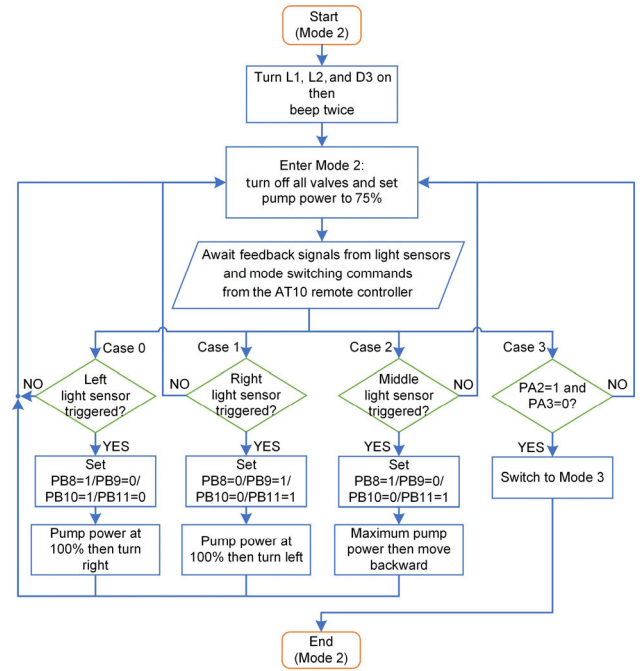 Start
(Mode 2)
Turn L1, L2, and D3 on
then
beep twice
Enter Mode 2:
turn off all valves and set
pump power to 75%
Await feedback signals from light sensors
and mode switching commands
from the AT10 remote controller
Case 0
Left
light sensor
triggered?
NO
YES
Set
PB8=1/PB9=0/
PB10=1/PB11=0
Pump power at
100% then turn
right
Case 1
Right
light sensor
triggered?
NO
YES
Set
PB8=0/PB9=1/
PB10=0/PB11=1
Pump power at
100% then turn left
Case 2
Middle
light sensor
triggered?
NO
YES
Set
PB8=1/PB9=0/
PB10=0/PB11=1
Maximum pump
power then move
backward
Case 3
PA2=1 and
PA3=0?
NO
YES
Switch to Mode 3
End
(Mode 2)